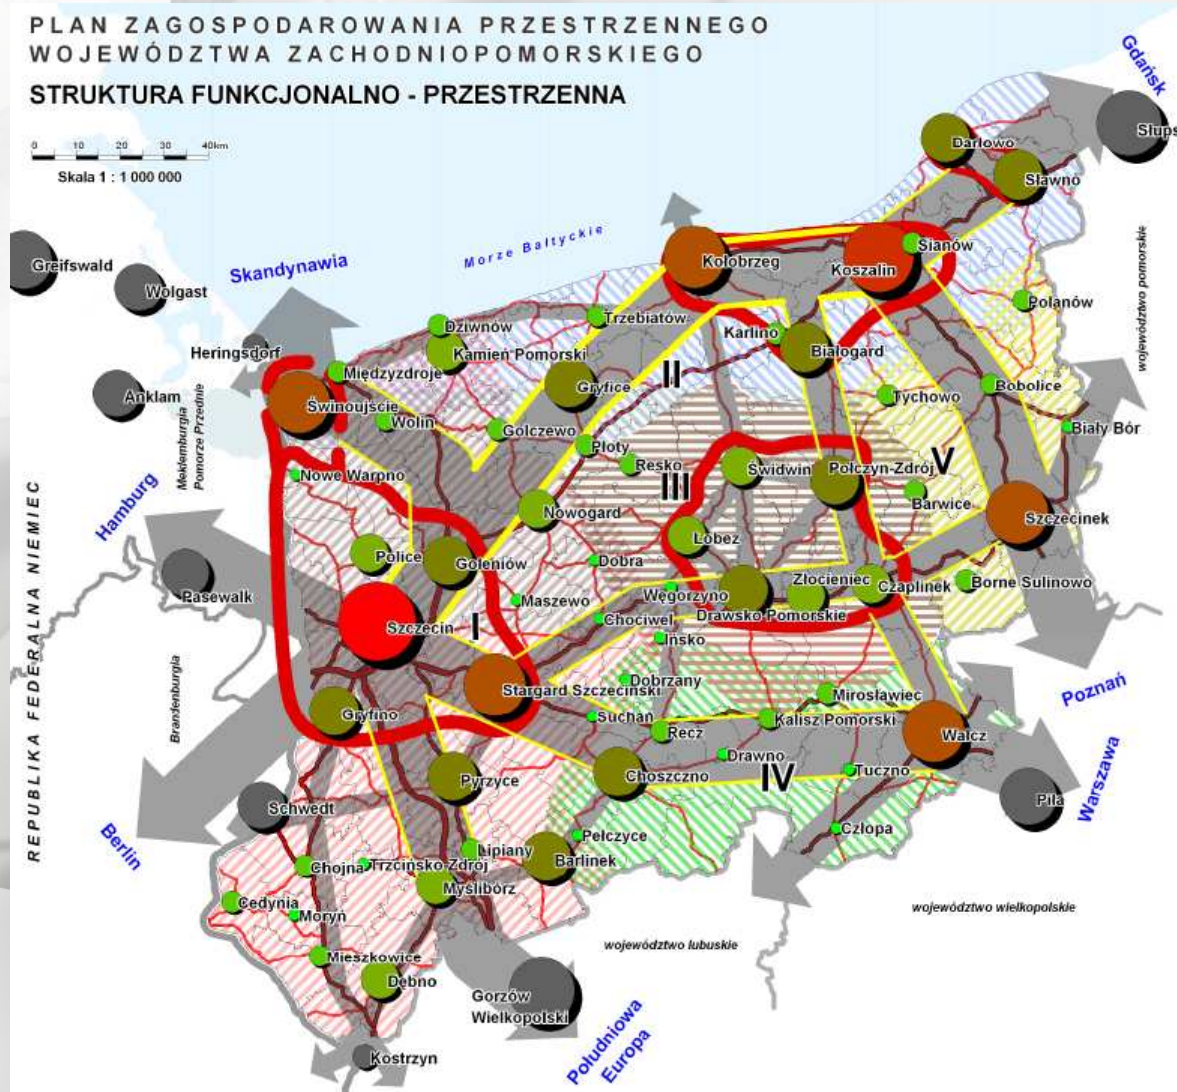 PLAN ZAGOSPODAROWANIA PRZESTRZENNEGO
WOJEWÓDZTWA ZACHODNIOPOMORSKIEGO
STRUKTURA FUNKCJONALNO - PRZESTRZENNA
0 10 20 30 40km
Skala 1 : 1 000 000
Gdańsk
Słups
Darłowo
Sławno
Morze Bałtyckie
Sianów
Kołobrzeg
Koszalin
Greifswald
Skandynawia
Wolgast
województwo pomorskie
Polanów
Trzebiatów
Dziwnów
Karlino
Białogard
Heringsdorf
Kamień Pomorski
Międzyzdroje
II
Gryfice
Bobolice
Anklam
Tychowo
Świnoujście
Wolin
Golczewo
Biały Bór
Meklemburgia
Pomorze Przednie
Płoty
Resko
Świdwin
Połczyn-Zdrój
V
Nowe Warpno
III
Barwice
Hamburg
Nowogard
Szczecinek
Łobez
Police
Goleniów
Dobra
Złocieniec
Czaplinek
Borne Sulinowo
Pasewalk
Węgorzyno
Maszewo
Drawsko Pomorskie
Chociwel
Szczecin
I
Ińsko
REPUBLIKA FEDERALNA NIEMIEC
Brandenburgia
Dobrzany
Stargard Szczeciński
Mirosławiec
Poznań
Gryfino
Suchań
Kalisz Pomorski
Recz
Wałcz
Drawno
Pyrzyce
Choszczno
IV
Tuczno
Warszawa
Schwedt
Piła
Człopa
Berlin
Pełczyce
Lipiany
Barlinek
Chojna
Trzcińsko Zdrój
Myślibórz
Cedynia
Moryń
województwo wielkopolskie
województwo lubuskie
Mieszkowice
Dębno
Gorzów
Wielkopolski
Południowa
Europa
Kostrzyn